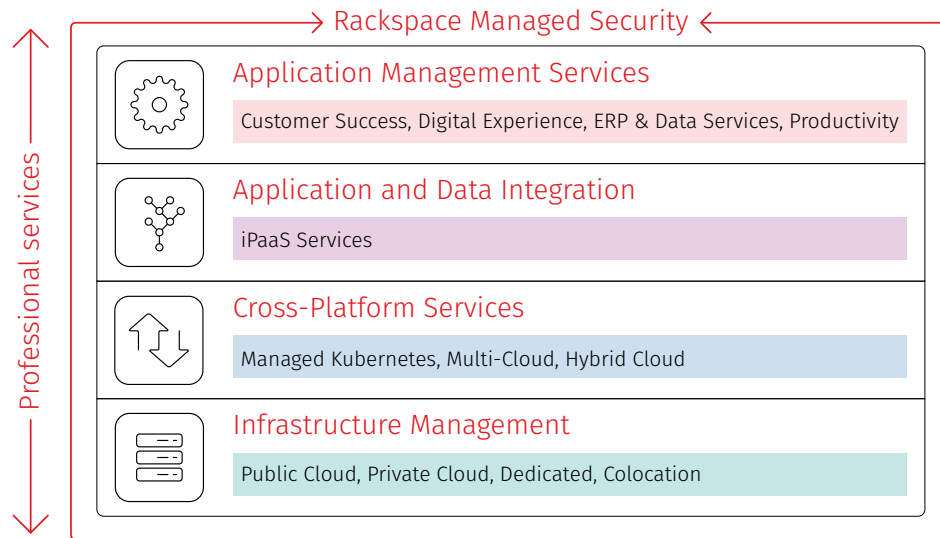 Rackspace Managed Security
Professional services
Application Management Services
Customer Success, Digital Experience, ERP & Data Services, Productivity
Application and Data Integration
iPaaS Services
Cross-Platform Services
Managed Kubernetes, Multi-Cloud, Hybrid Cloud
Infrastructure Management
Public Cloud, Private Cloud, Dedicated, Colocation